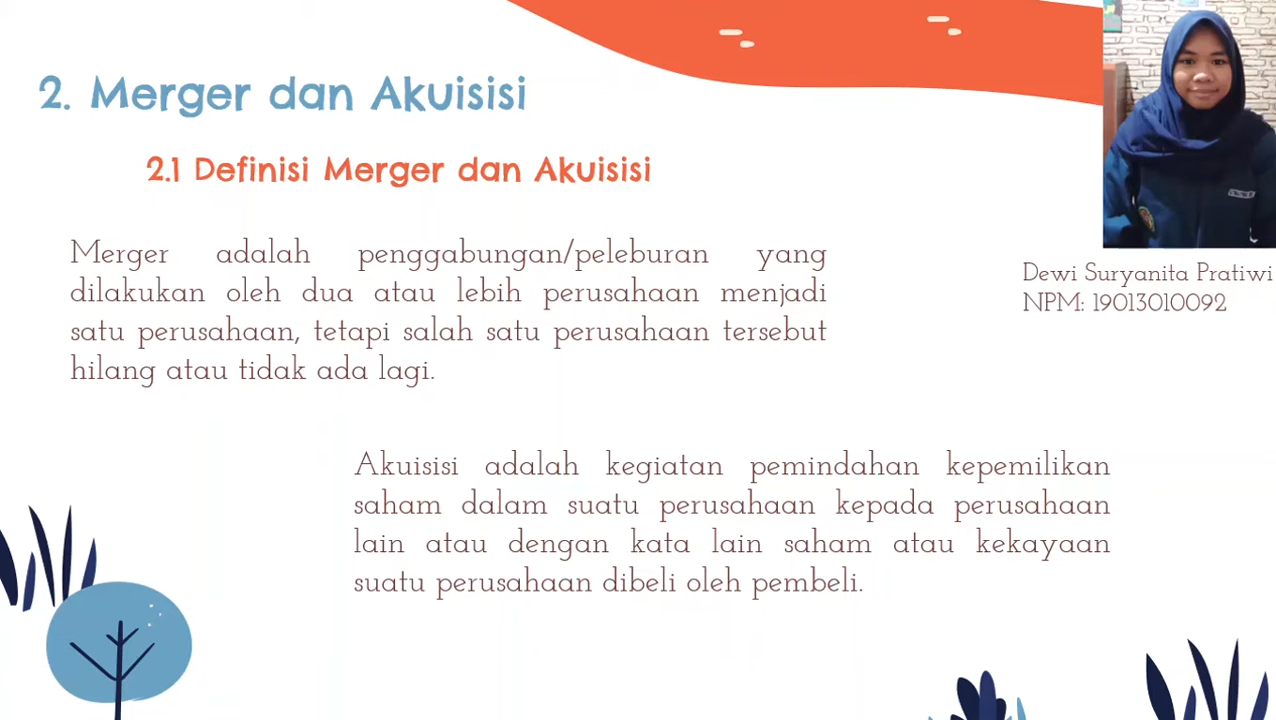 2. Merger dan Akuisisi
2.1 Definisi Merger dan Akuisisi
Merger adalah penggabungan/peleburan yang
dilakukan oleh dua atau lebih perusahaan menjadi
satu perusahaan, tetapi salah satu perusahaan tersebut
hilang atau tidak ada lagi.
Dewi Suryanita Pratiwi
NPM: 19013010092
Akuisisi adalah kegiatan pemindahan kepemilikan
saham dalam suatu perusahaan kepada perusahaan
lain atau dengan kata lain saham atau kekayaan
suatu perusahaan dibeli oleh pembeli.